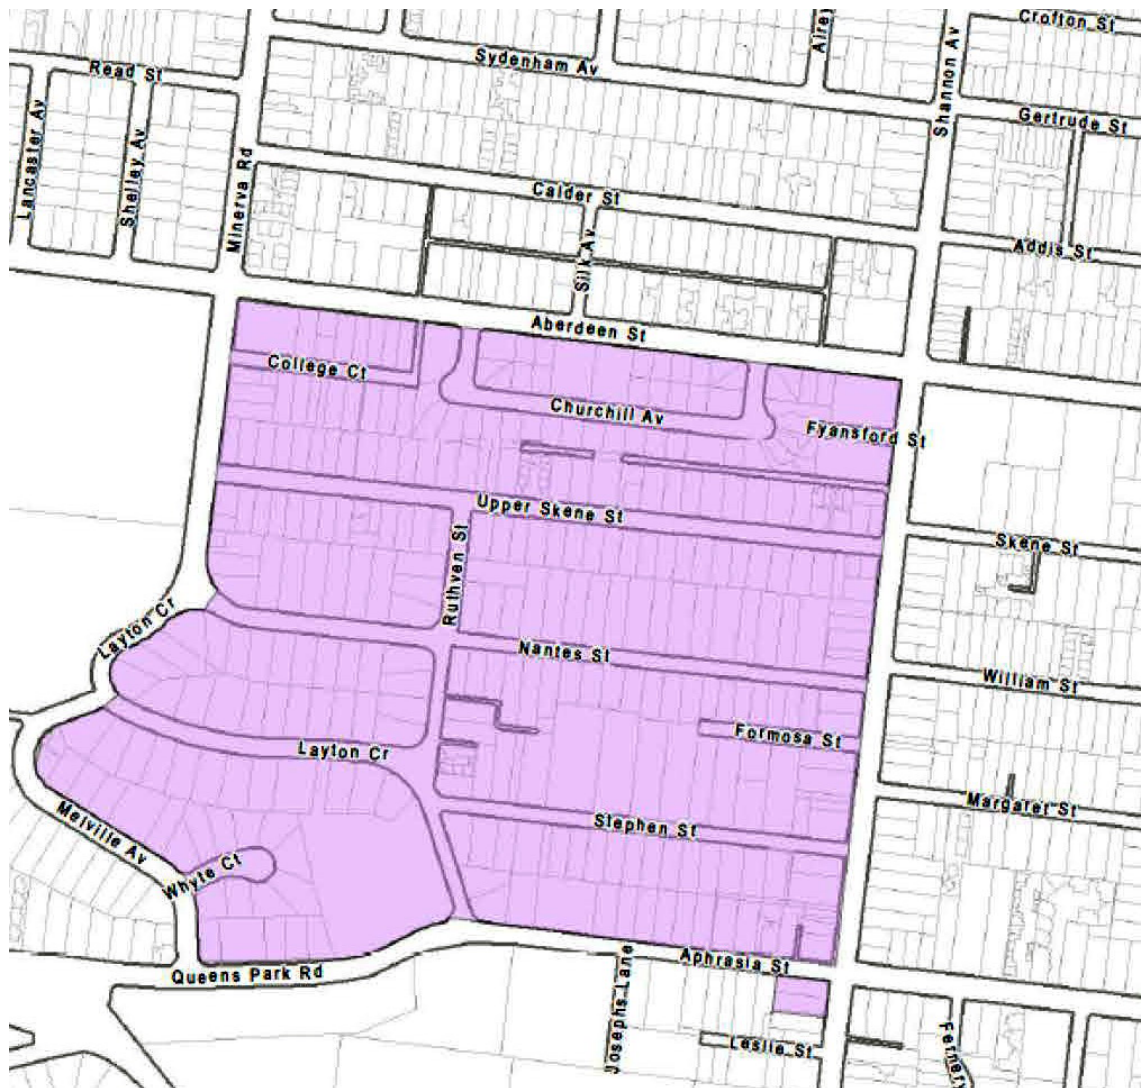 Crofton St
Alrey
Shannon Av
Sydenham Av
Read St
Gertrude St
Lancaster Av
Shelley Av
Minerva Rd
Calder St
Silk Av
Addis St
Aberdeen St
College Ct
Churchill Av
Fyansford St
Upper Skene St
Ruthven St
Skene St
Layton Cr
Nantes St
William St
Layton Cr
Formosa St
Melville Av
Stephen St
Margaret St
Whyte Ct
Queens Park Rd
Aphrasia St
Josephs Lane
Leslie St